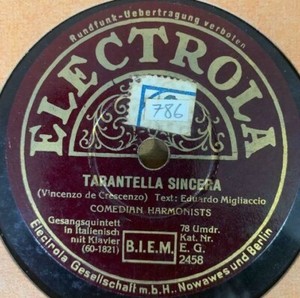 Rundfunk-Uebertragung verboten
ELECTROLA
786
TARANTELLA SINCERA
(Vincenzo de Crescenzo) Text: Eduardo Migliaccio
COMEDIAN HARMONISTS
Gesangsquintett
in Italienisch
mit Klavier
(60-1821)
B.I.E.M.
78 Umdr.
Kat. Nr.
E. G.
2458
Electrola Gesellschaft m.b.H. Nowawes und Berlin